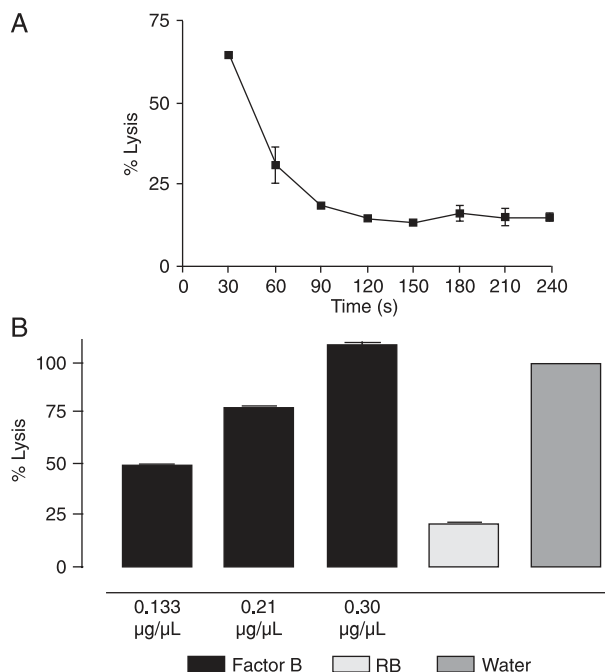 A
75
50
25
0
% Lysis
0 30 60 90 120 150 180 210 240
Time (s)
B
100
75
50
25
0
% Lysis
0.133 0.21 0.30
µg/µL µg/µL µg/µL
Factor B RB Water